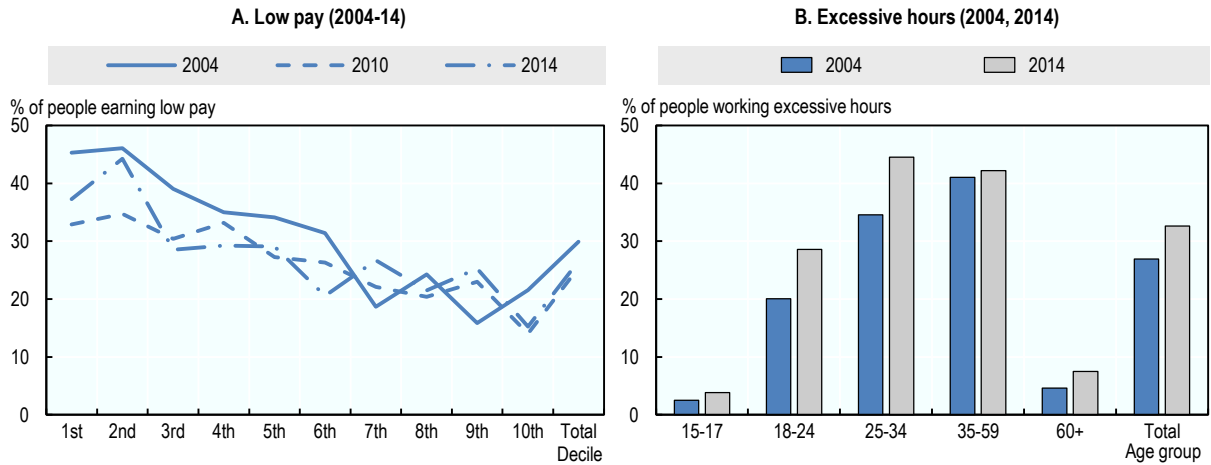 A. Low pay (2004-14)
2004 2010 2014
% of people earning low pay
50
40
30
20
10
0
1st 2nd 3rd 4th 5th 6th 7th 8th 9th 10th Total
Decile
B. Excessive hours (2004, 2014)
2004 2014
% of people working excessive hours
50
40
30
20
10
0
15-17 18-24 25-34 35-59 60+ Total
Age group